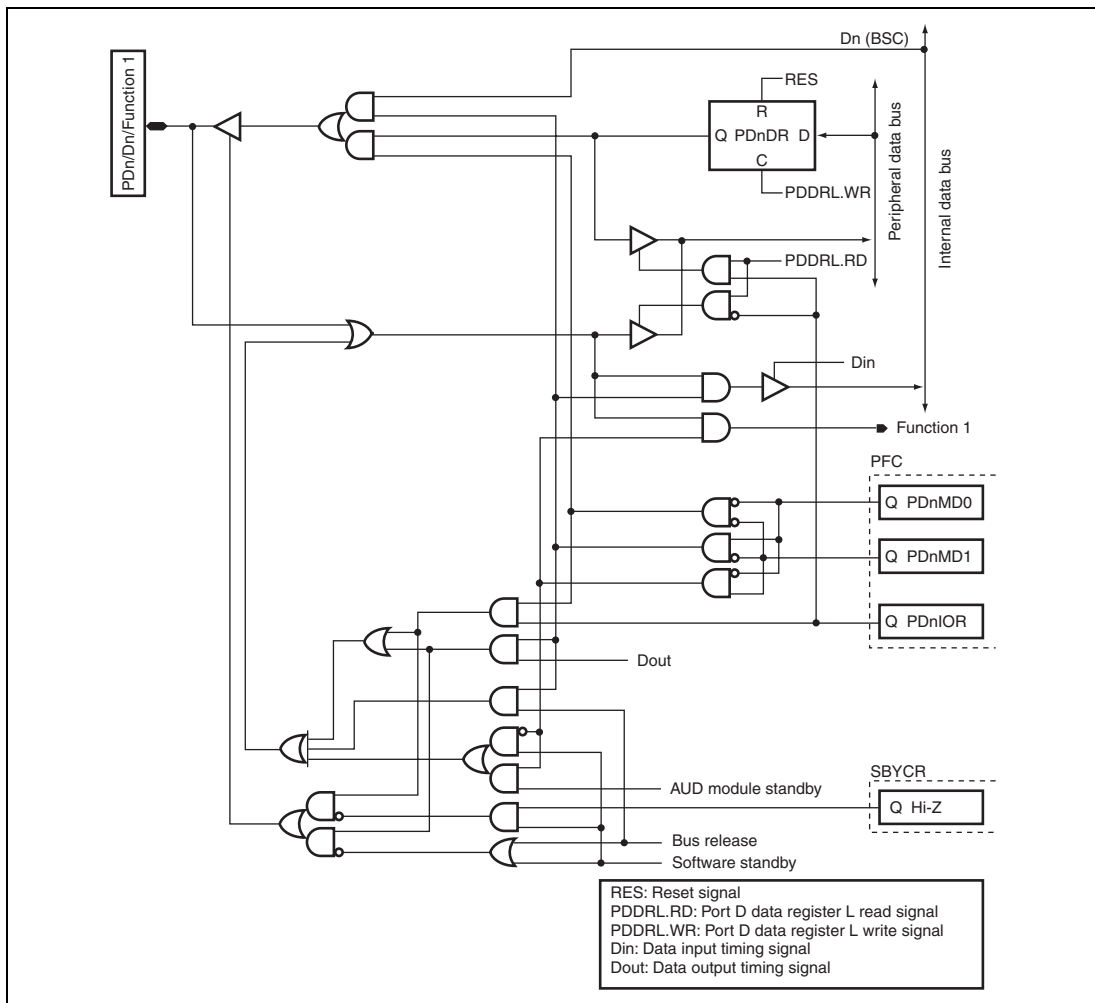 PDn/Dn/Function 1
Dn (BSC)
RES
R
Q PDnDR D
C
PDDRL.WR
Peripheral data bus
Internal data bus
PDDRL.RD
Din
Function 1
PFC
Q PDnMD0
Q PDnMD1
Q PDnIOR
Dout
AUD module standby
SBYCR
Q Hi-Z
Bus release
Software standby
RES: Reset signal
PDDRL.RD: Port D data register L read signal
PDDRL.WR: Port D data register L write signal
Din: Data input timing signal
Dout: Data output timing signal